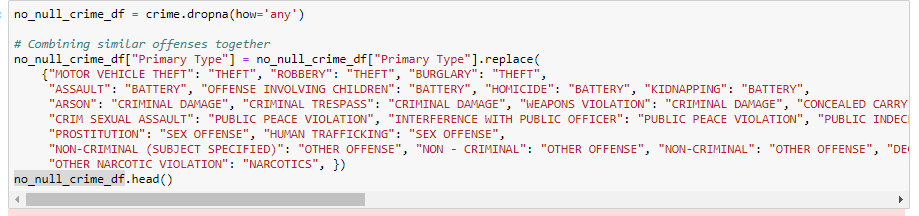 no_null_crime_df = crime.dropna(how='any')
# Combining similar offenses together
no_null_crime_df["Primary Type"] = no_null_crime_df["Primary Type"].replace(
{"MOTOR VEHICLE THEFT": "THEFT", "ROBBERY": "THEFT", "BURGLARY": "THEFT",
"ASSAULT": "BATTERY", "OFFENSE INVOLVING CHILDREN": "BATTERY", "HOMICIDE": "BATTERY", "KIDNAPPING": "BATTERY",
"ARSON": "CRIMINAL DAMAGE", "CRIMINAL TRESPASS": "CRIMINAL DAMAGE", "WEAPONS VIOLATION": "CRIMINAL DAMAGE", "CONCEALED CARRY
"CRIM SEXUAL ASSAULT": "PUBLIC PEACE VIOLATION", "INTERFERENCE WITH PUBLIC OFFICER": "PUBLIC PEACE VIOLATION", "PUBLIC INDEC
"PROSTITUTION": "SEX OFFENSE", "HUMAN TRAFFICKING": "SEX OFFENSE",
"NON-CRIMINAL (SUBJECT SPECIFIED)": "OTHER OFFENSE", "NON - CRIMINAL": "OTHER OFFENSE", "NON-CRIMINAL": "OTHER OFFENSE", "DEC
"OTHER NARCOTIC VIOLATION": "NARCOTICS", })
no_null_crime_df.head()